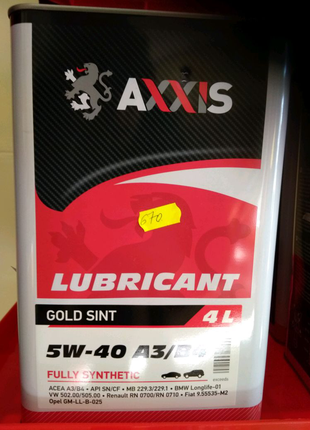 AXXIS
670
LUBRICANT
GOLD SINT 4 L
5W-40 A3/B4
FULLY SYNTHETIC
ACEA A3/B4 • API SN/CF • MB 229.3/229.1 • BMW Longlife-01
VW 502.00/505.00 • Renault RN 0700/RN 0710 • Fiat 9.55535-M2
Opel GM-LL-B-025